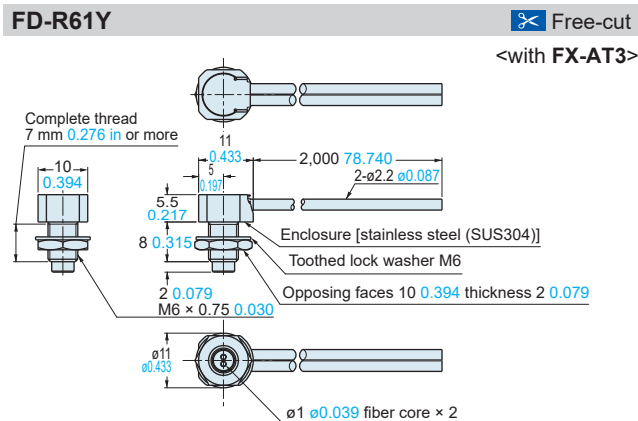 FD-R61Y
Free-cut
<with FX-AT3>
Complete thread
7 mm 0.276 in or more
11
0.433
10
0.394
5
0.197
2,000 78.740
2-ø2.2 ø0.087
5.5
0.217
8 0.315
Enclosure [stainless steel (SUS304)]
Toothed lock washer M6
2 0.079
Opposing faces 10 0.394 thickness 2 0.079
M6 × 0.75 0.030
ø11
ø0.433
ø1 ø0.039 fiber core × 2